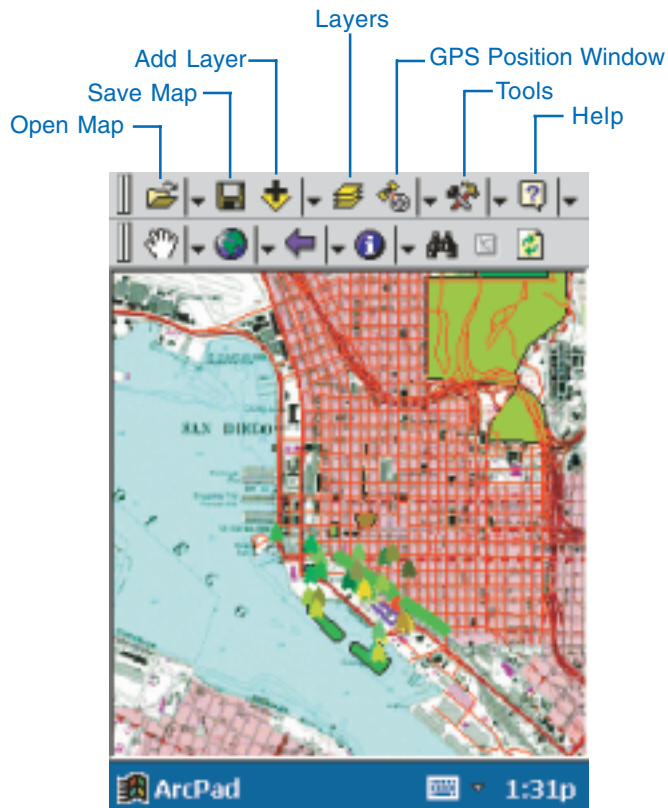 Layers
Add Layer
GPS Position Window
Save Map
Tools
Open Map
Help
SAN DIEGO
ArcPad
1:31p